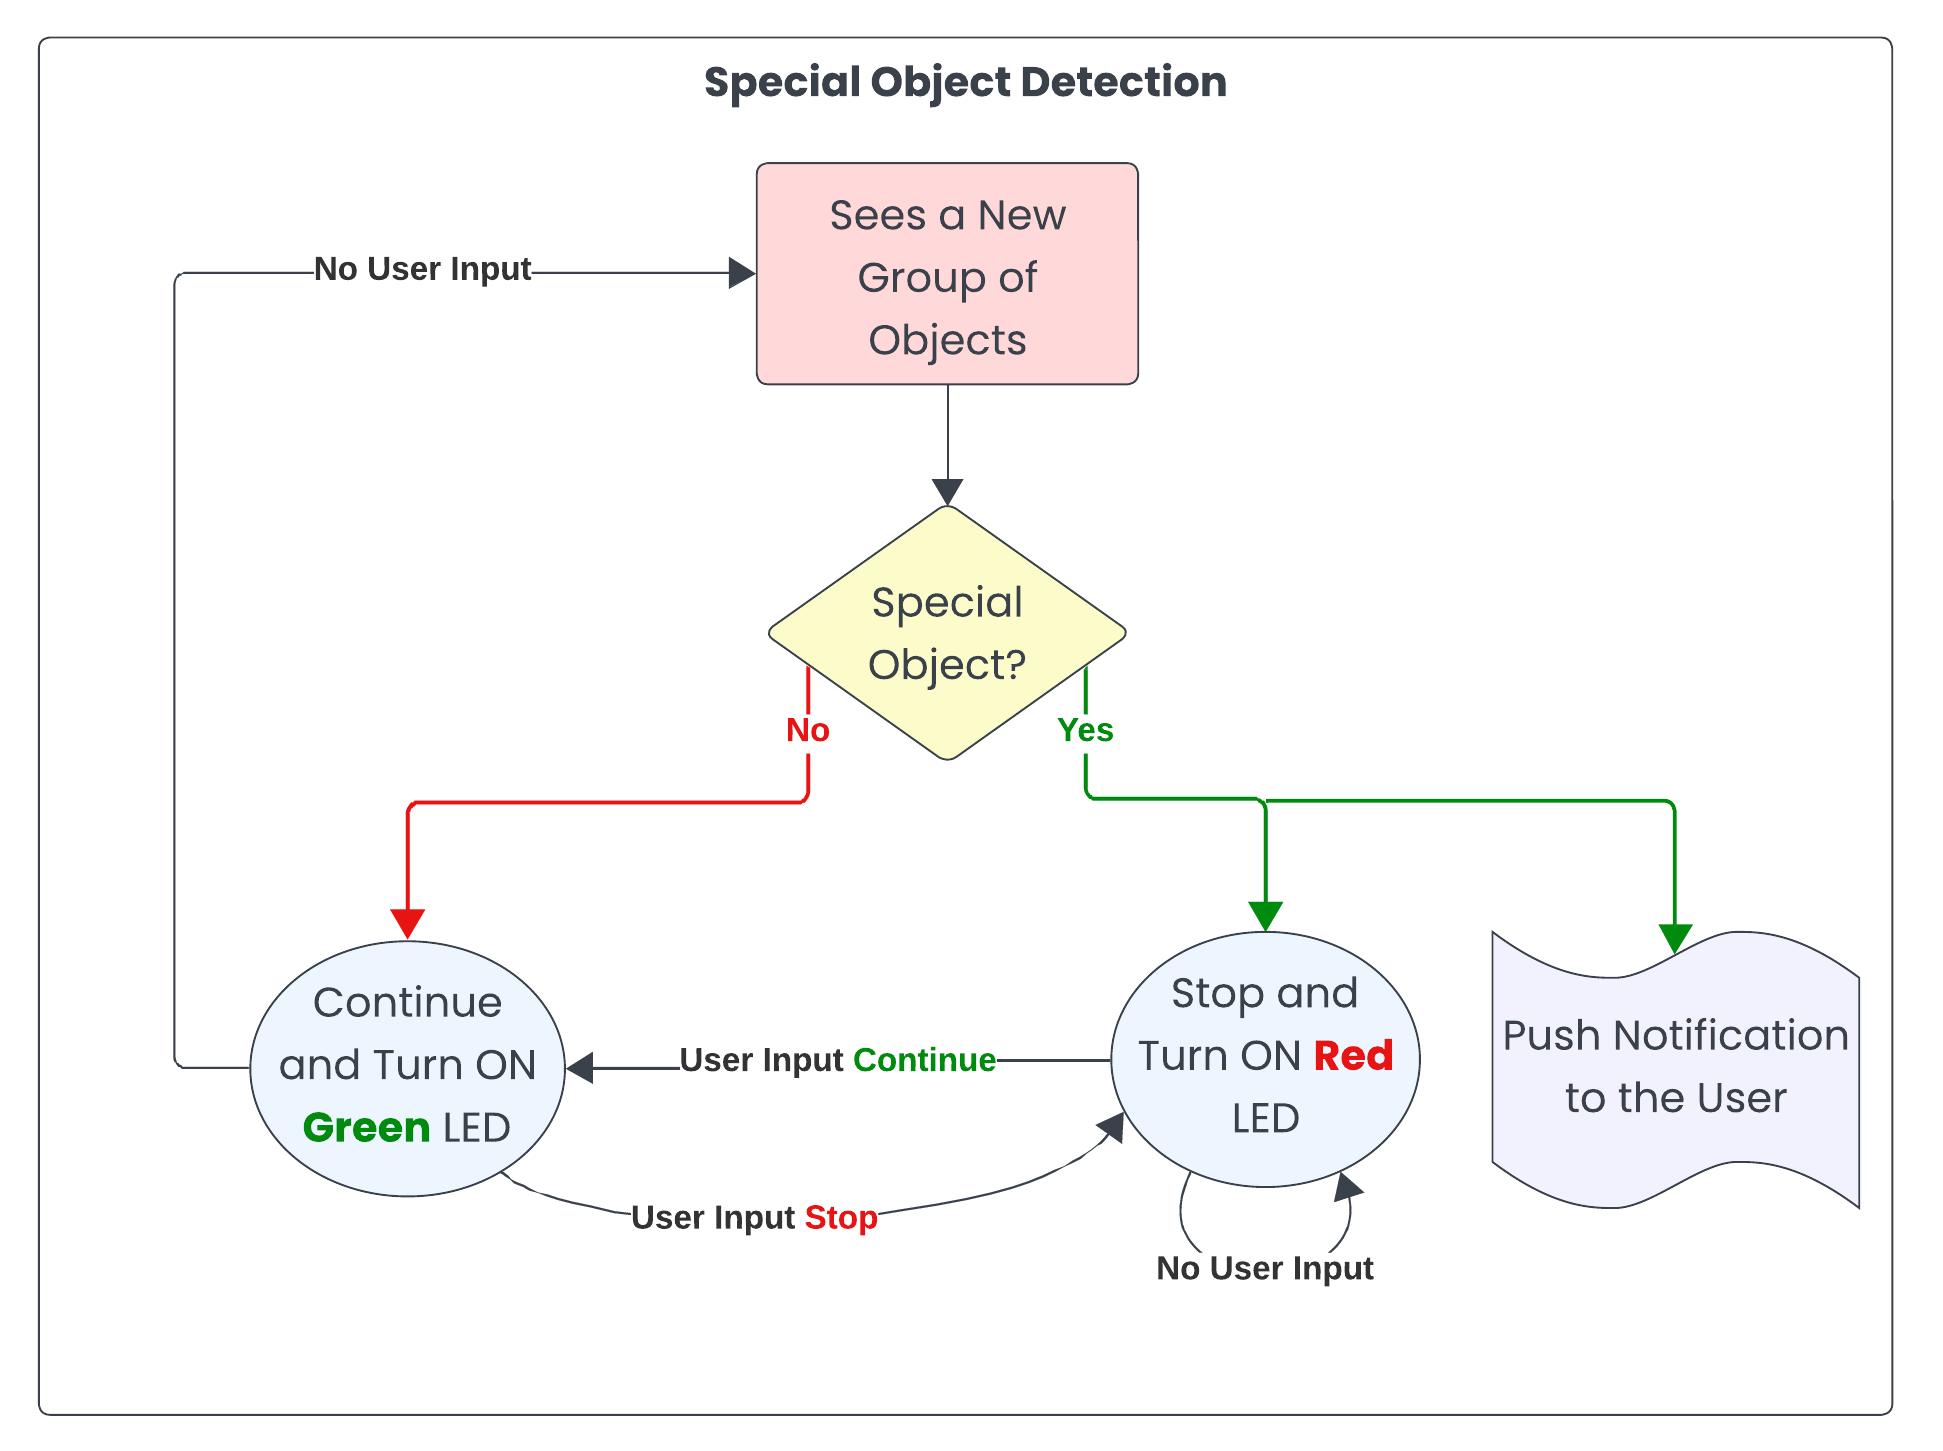 Special Object Detection
Sees a New
Group of
Objects
No User Input
Special
Object?
No
Yes
Continue
and Turn ON
Green LED
User Input Continue
Stop and
Turn ON Red
LED
Push Notification
to the User
User Input Stop
No User Input